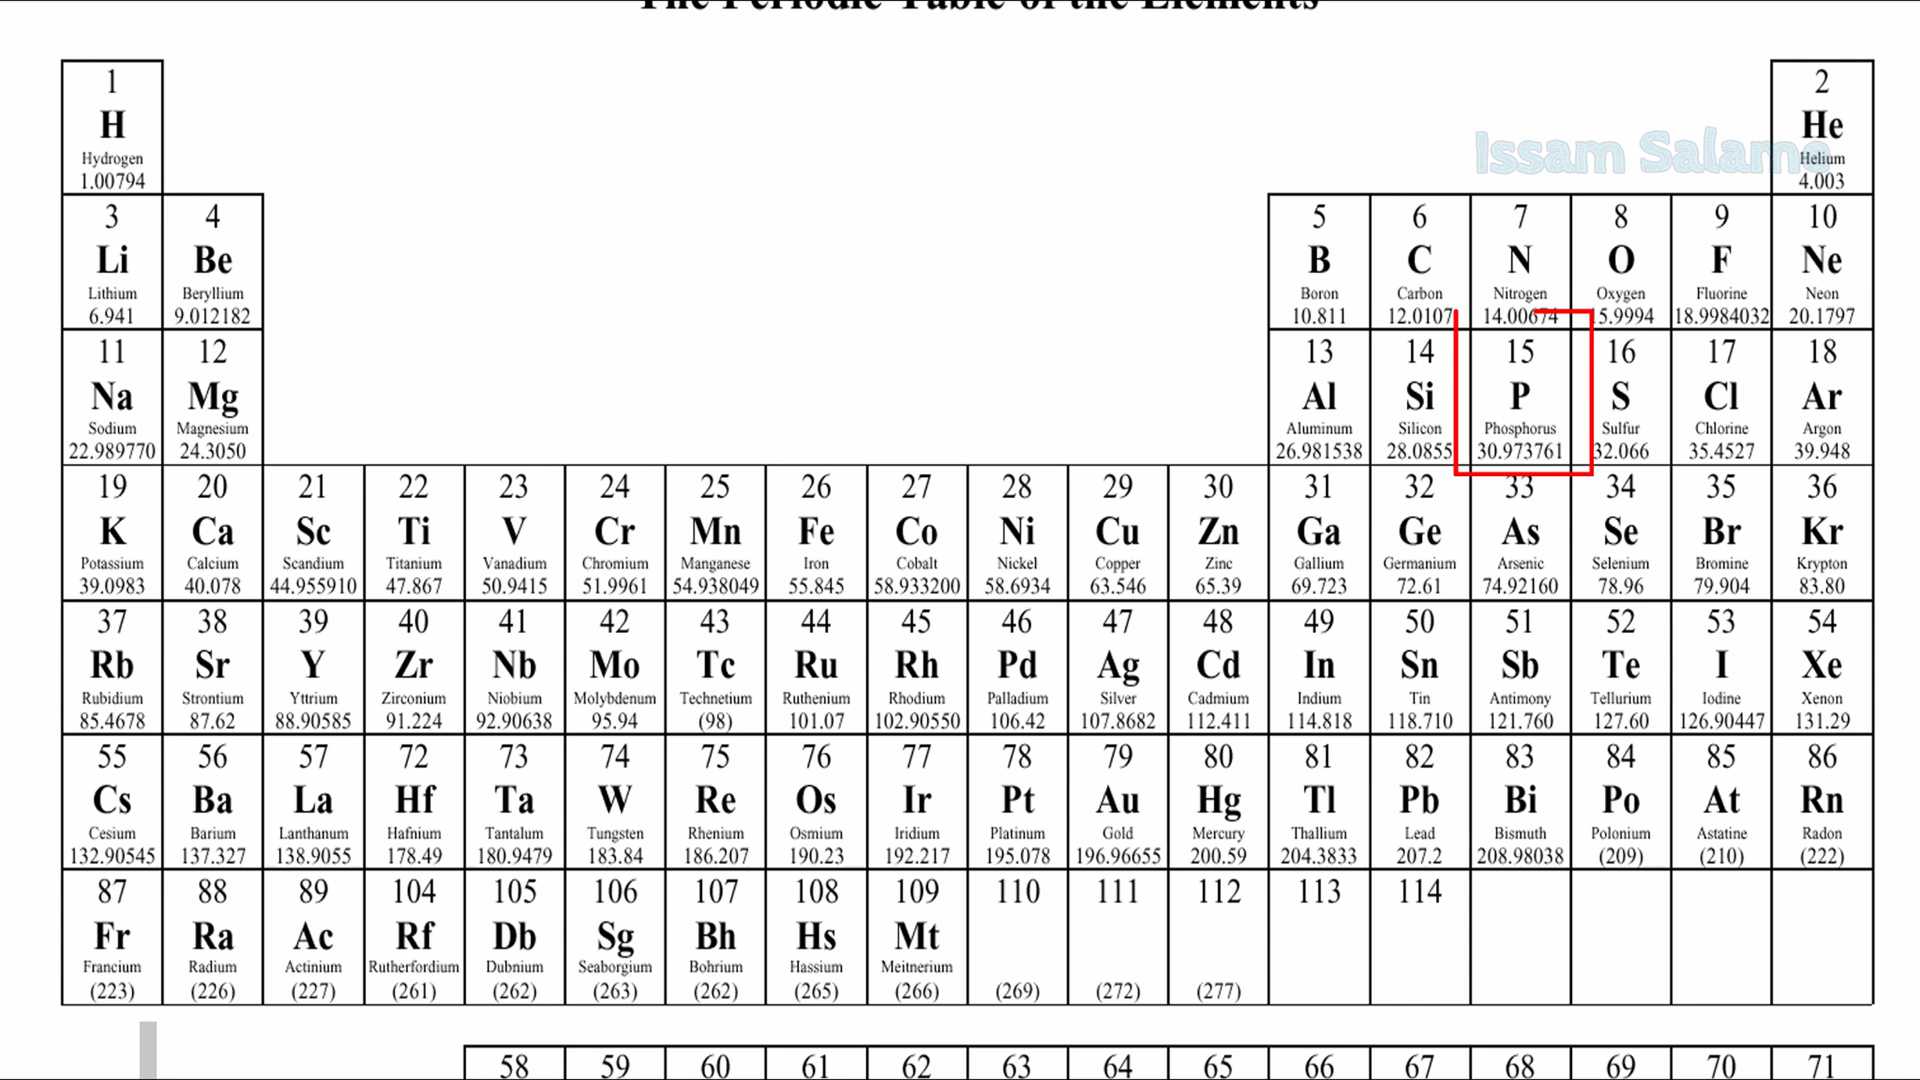 The Periodic Table of the Elements
1 2
H He
Issam Salame
Hydrogen Helium
1.00794 4.003
3 4 5 6 7 8 9 10
Li Be B C N O F Ne
Lithium Beryllium Boron Carbon Nitrogen Oxygen Fluorine Neon
6.941 9.012182 10.811 12.0107 14.00674 15.9994 18.9984032 20.1797
11 12 13 14 15 16 17 18
Na Mg Al Si P S Cl Ar
Sodium Magnesium Aluminum Silicon Phosphorus Sulfur Chlorine Argon
22.989770 24.3050 26.981538 28.0855 30.973761 32.066 35.4527 39.948
19 20 21 22 23 24 25 26 27 28 29 30 31 32 33 34 35 36
K Ca Sc Ti V Cr Mn Fe Co Ni Cu Zn Ga Ge As Se Br Kr
Potassium Calcium Scandium Titanium Vanadium Chromium Manganese Iron Cobalt Nickel Copper Zinc Gallium Germanium Arsenic Selenium Bromine Krypton
39.0983 40.078 44.955910 47.867 50.9415 51.9961 54.938049 55.845 58.933200 58.6934 63.546 65.39 69.723 72.61 74.92160 78.96 79.904 83.80
37 38 39 40 41 42 43 44 45 46 47 48 49 50 51 52 53 54
Rb Sr Y Zr Nb Mo Tc Ru Rh Pd Ag Cd In Sn Sb Te I Xe
Rubidium Strontium Yttrium Zirconium Niobium Molybdenum Technetium Ruthenium Rhodium Palladium Silver Cadmium Indium Tin Antimony Tellurium Iodine Xenon
85.4678 87.62 88.90585 91.224 92.90638 95.94 (98) 101.07 102.90550 106.42 107.8682 112.411 114.818 118.710 121.760 127.60 126.90447 131.29
55 56 57 72 73 74 75 76 77 78 79 80 81 82 83 84 85 86
Cs Ba La Hf Ta W Re Os Ir Pt Au Hg Tl Pb Bi Po At Rn
Cesium Barium Lanthanum Hafnium Tantalum Tungsten Rhenium Osmium Iridium Platinum Gold Mercury Thallium Lead Bismuth Polonium Astatine Radon
132.90545 137.327 138.9055 178.49 180.9479 183.84 186.207 190.23 192.217 195.078 196.96655 200.59 204.3833 207.2 208.98038 (209) (210) (222)
87 88 89 104 105 106 107 108 109 110 111 112 113 114
Fr Ra Ac Rf Db Sg Bh Hs Mt
Francium Radium Actinium Rutherfordium Dubnium Seaborgium Bohrium Hassium Meitnerium
(223) (226) (227) (261) (262) (263) (262) (265) (266) (269) (272) (277)
58 59 60 61 62 63 64 65 66 67 68 69 70 71